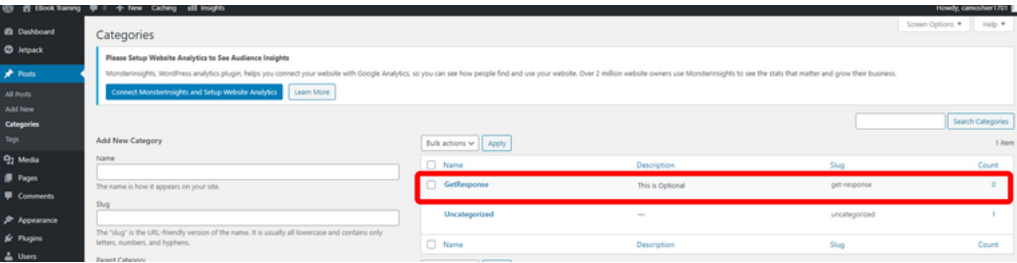 EBook Training 0 + New Caching Insights Howdy, camoshier1701
Screen Options ▼ Help ▼
Dashboard
Jetpack
Posts
All Posts
Add New
Categories
Tags
Media
Pages
Comments
Appearance
Plugins
Users
Categories
Please Setup Website Analytics to See Audience Insights
MonsterInsights, WordPress analytics plugin, helps you connect your website with Google Analytics, so you can see how people find and use your website. Over 2 million website owners use MonsterInsights to see the stats that matter and grow their business.
Connect MonsterInsights and Setup Website Analytics Learn More
Search Categories
Add New Category
Name
The name is how it appears on your site.
Slug
The "slug" is the URL-friendly version of the name. It is usually all lowercase and contains only
letters, numbers, and hyphens.
Parent Category
Bulk actions Apply 1 item
Name Description Slug Count
GetResponse This is Optional get-response 0
Uncategorized — uncategorized 1
Name Description Slug Count